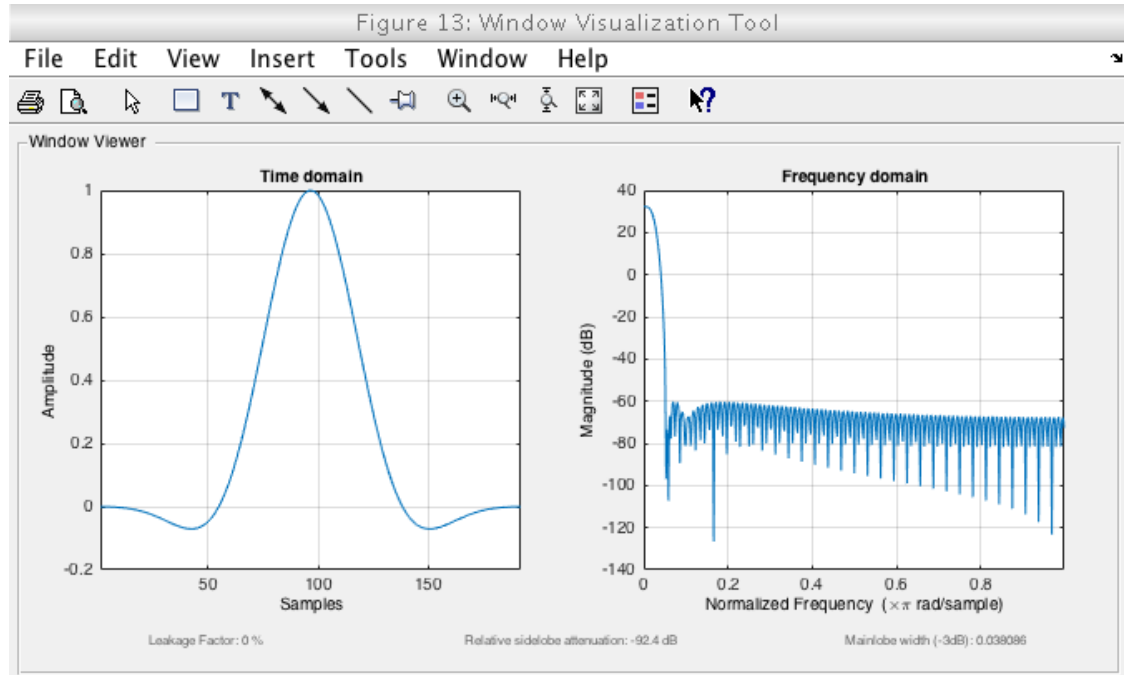 Figure 13: Window Visualization Tool
File Edit View Insert Tools Window Help
T ?
Window Viewer
Time domain
1
0.8
0.6
0.4
0.2
0
-0.2
Amplitude
50 100 150
Samples
Frequency domain
40
20
0
-20
-40
-60
-80
-100
-120
-140
Magnitude (dB)
0 0.2 0.4 0.6 0.8
Normalized Frequency (×π rad/sample)
Leakage Factor: 0 % Relative sidelobe attenuation: -92.4 dB Mainlobe width (-3dB): 0.038086